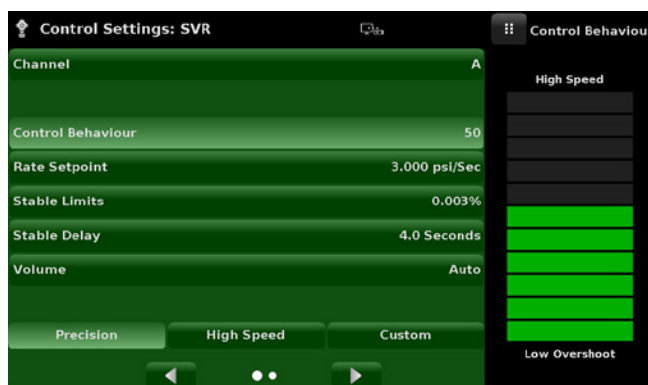 Control Settings: SVR
Control Behaviou
Channel A
High Speed
Control Behaviour 50
Rate Setpoint 3.000 psi/Sec
Stable Limits 0.003%
Stable Delay 4.0 Seconds
Volume Auto
Precision High Speed Custom
Low Overshoot